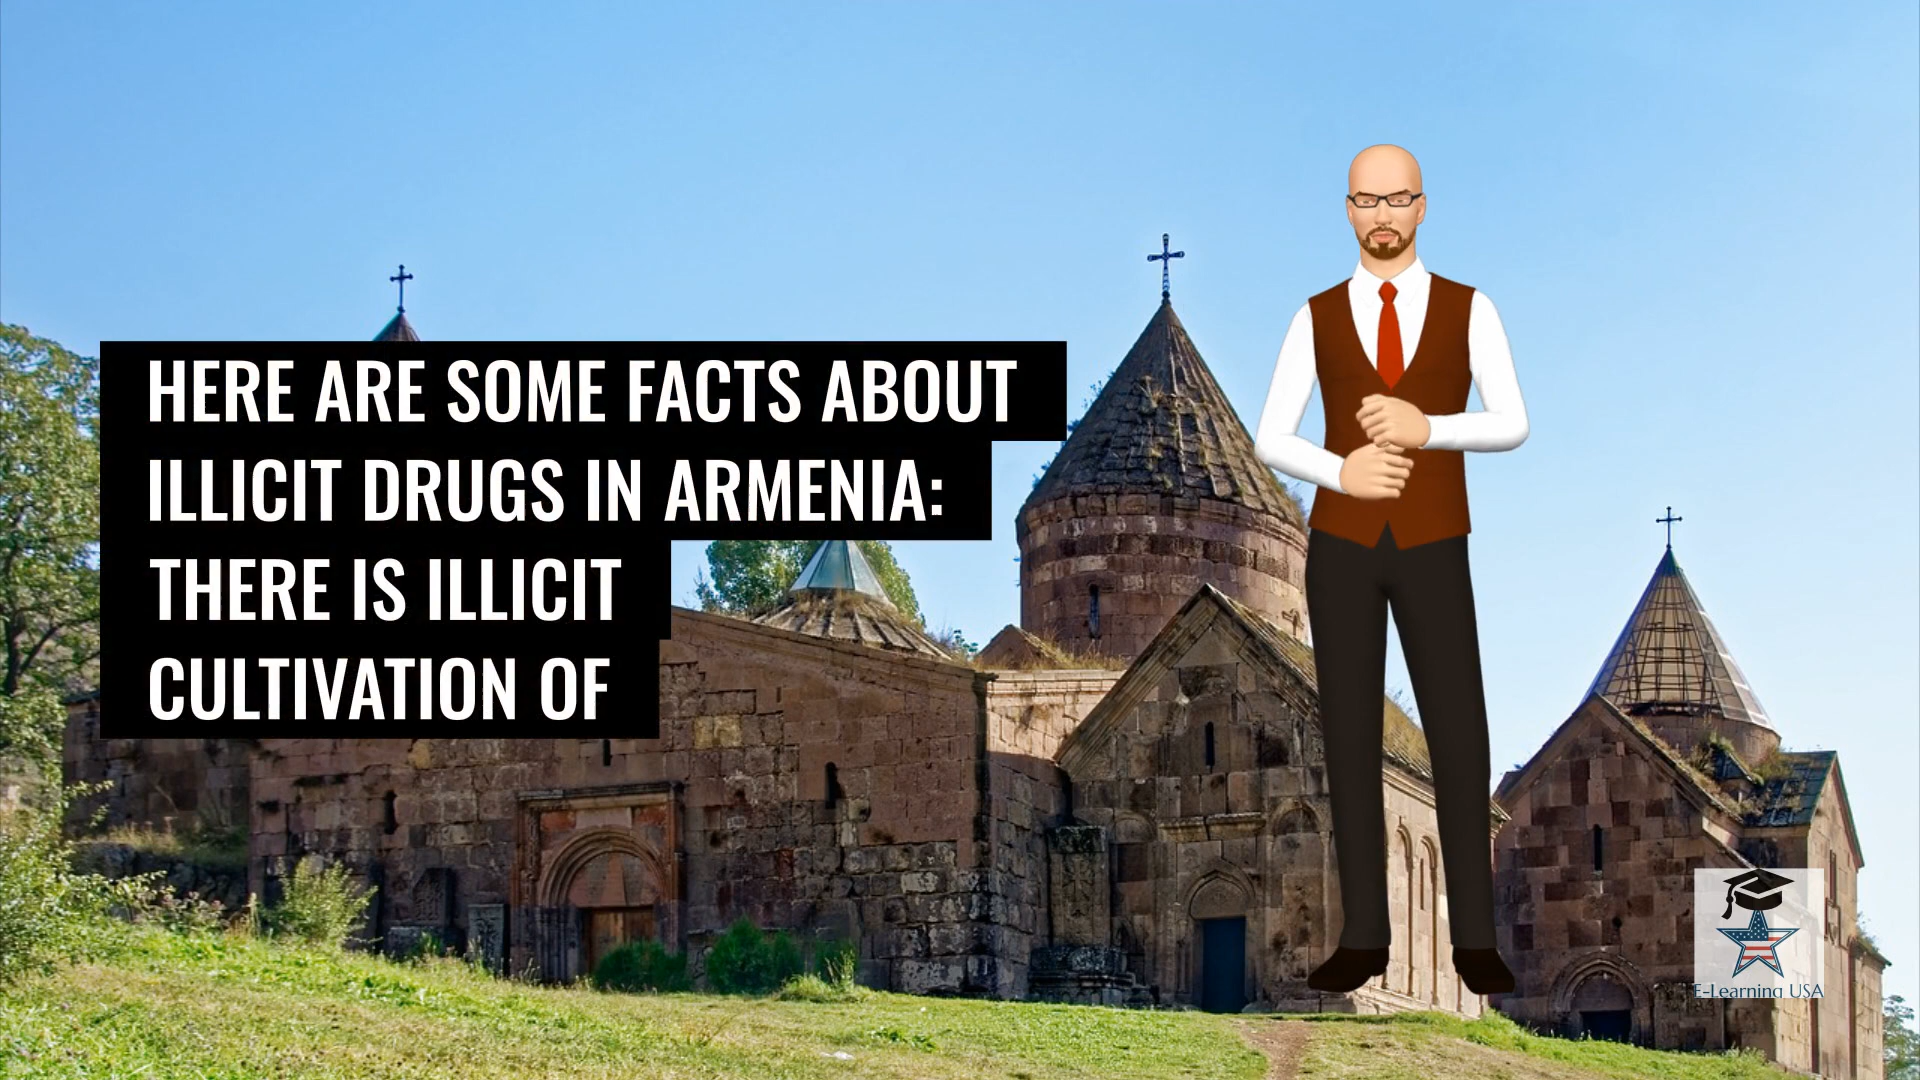 HERE ARE SOME FACTS ABOUT
ILLICIT DRUGS IN ARMENIA:
THERE IS ILLICIT
CULTIVATION OF
E-Learning USA